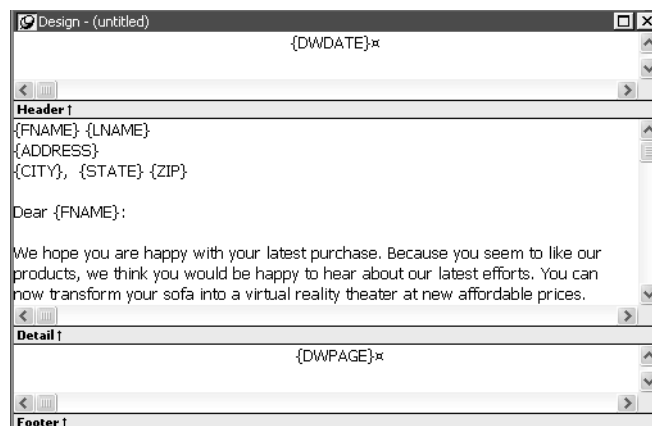 Design - (untitled)
{DWDATE}¤
Header ↑
{FNAME} {LNAME}
{ADDRESS}
{CITY}, {STATE} {ZIP}
Dear {FNAME}:
We hope you are happy with your latest purchase. Because you seem to like our
products, we think you would be happy to hear about our latest efforts. You can
now transform your sofa into a virtual reality theater at new affordable prices.
Detail ↑
{DWPAGE}¤
Footer ↑